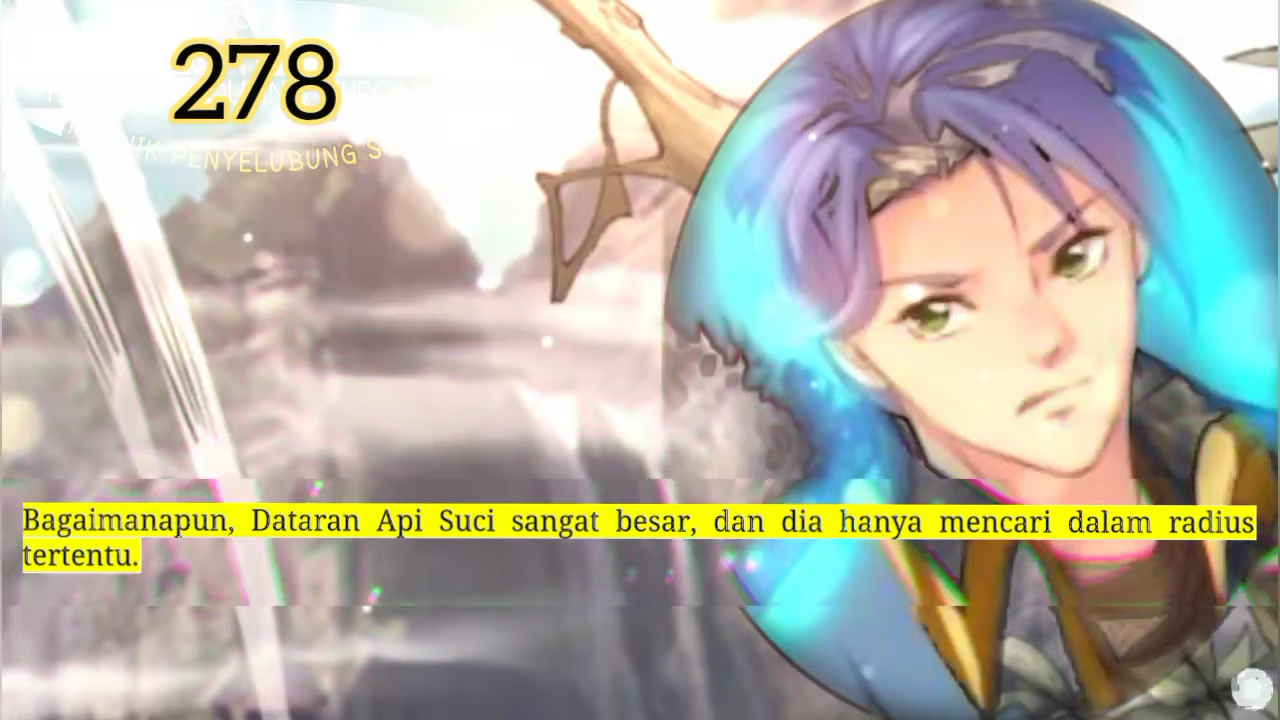 278
PENYELUBUNG S
Bagaimanapun, Dataran Api Suci sangat besar, dan dia hanya mencari dalam radius
tertentu.